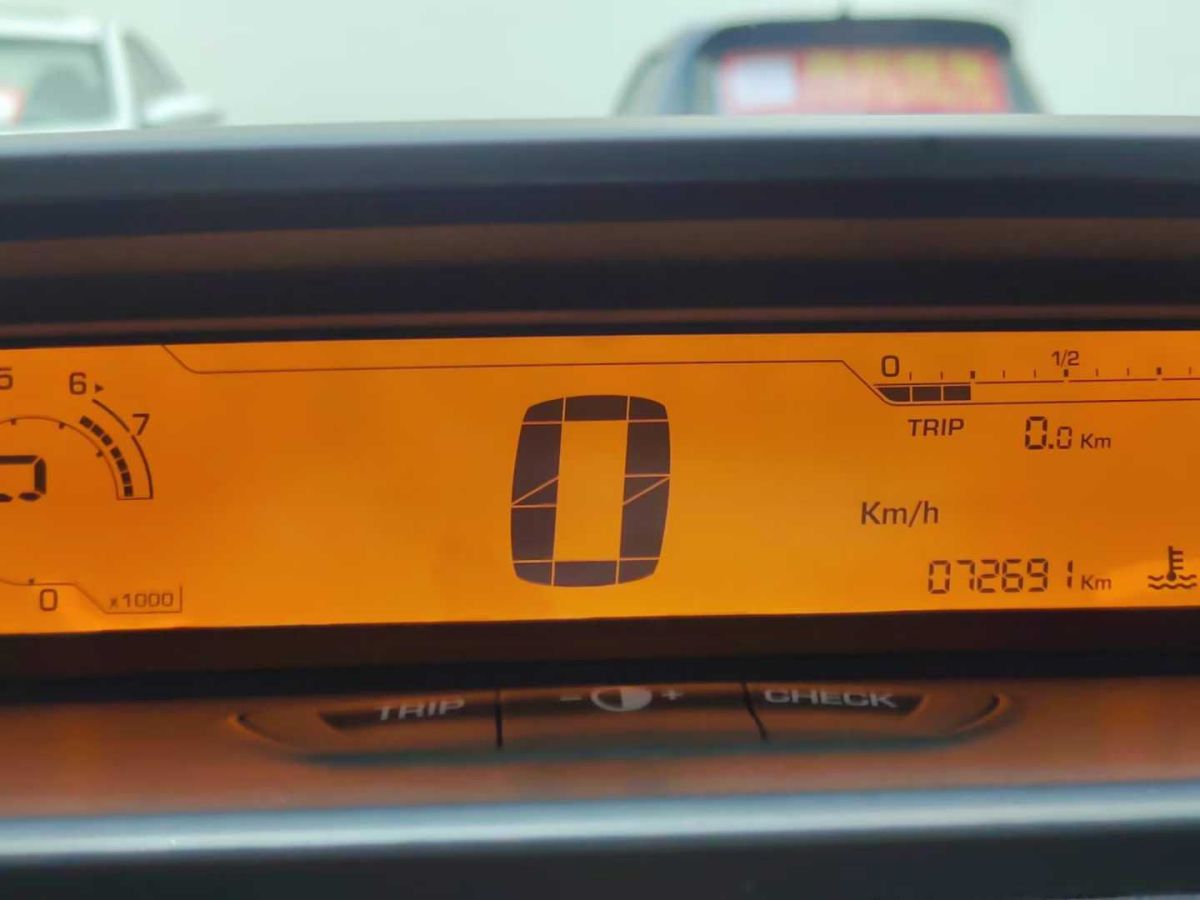 5 6 7
0 1/2
TRIP 0.0 Km
0
Km/h
072691 Km
0 x1000
TRIP - + CHECK